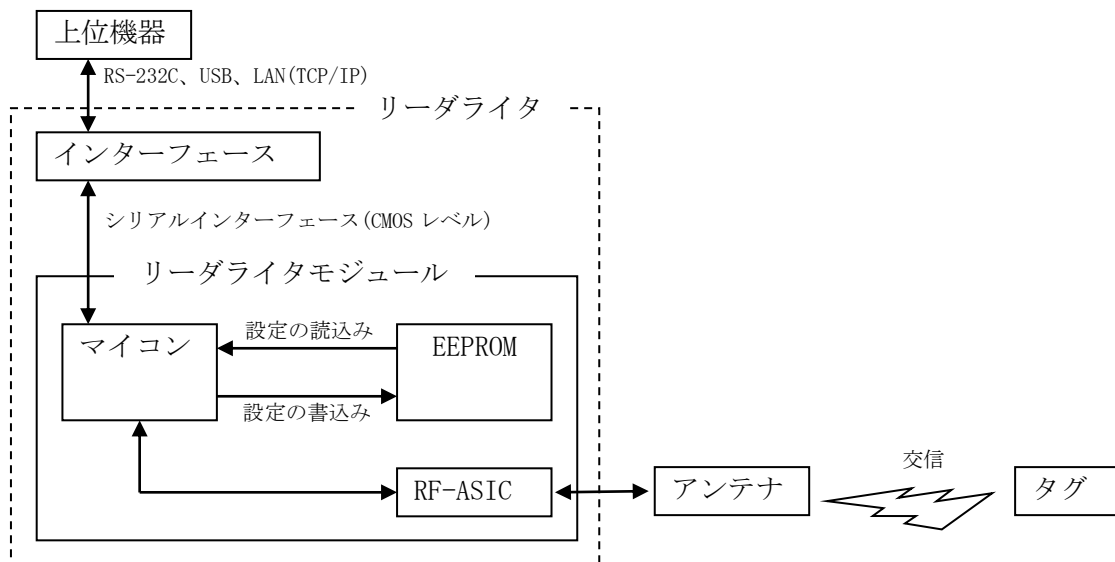 上位機器
RS-232C、USB、LAN(TCP/IP)
リーダライタ
インターフェース
シリアルインターフェース(CMOS レベル)
リーダライタモジュール
マイコン
設定の読込み
EEPROM
設定の書込み
RF-ASIC
アンテナ
交信
タグ